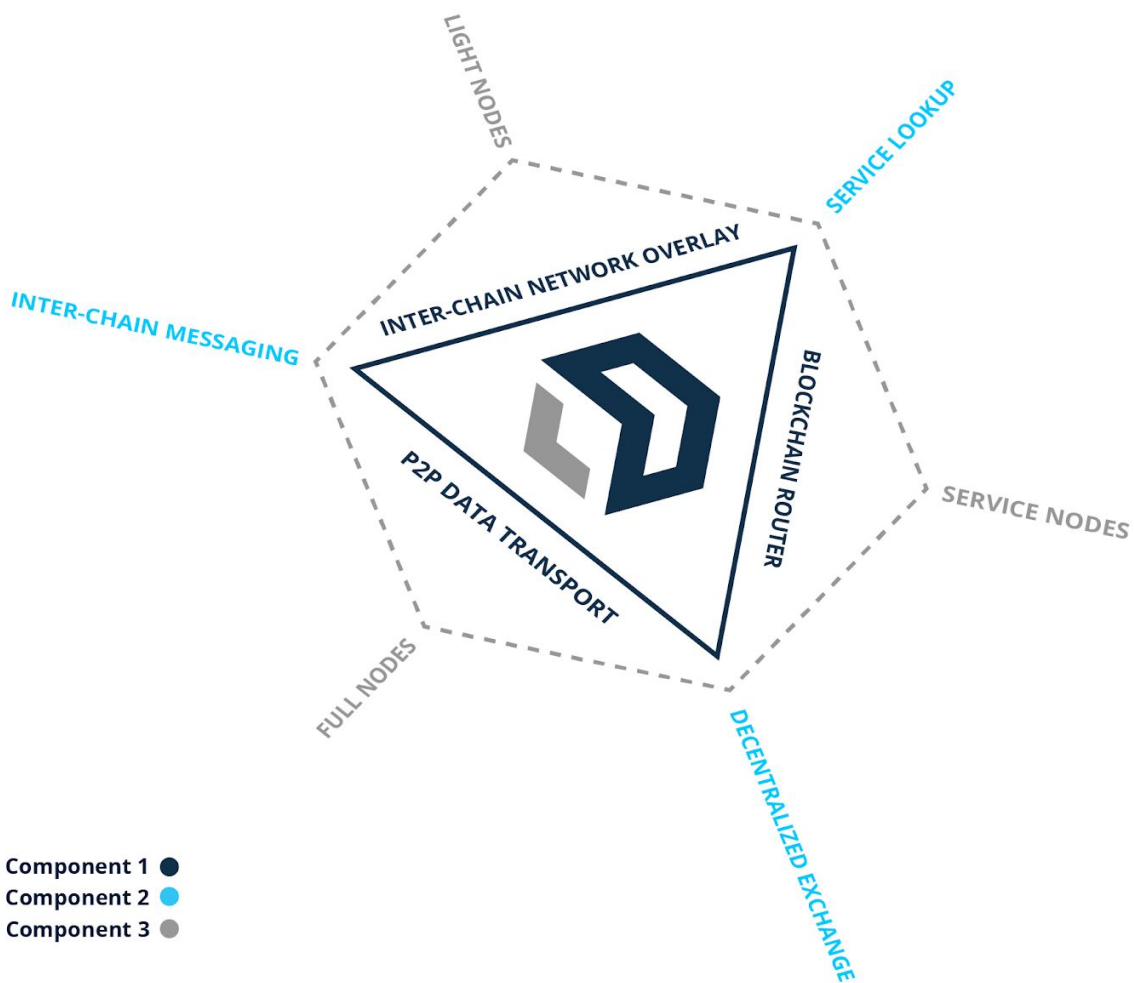 LIGHT NODES
SERVICE LOOKUP
INTER-CHAIN NETWORK OVERLAY
INTER-CHAIN MESSAGING
BLOCKCHAIN ROUTER
P2P DATA TRANSPORT
SERVICE NODES
FULL NODES
DECENTRALIZED EXCHANGE
Component 1
Component 2
Component 3